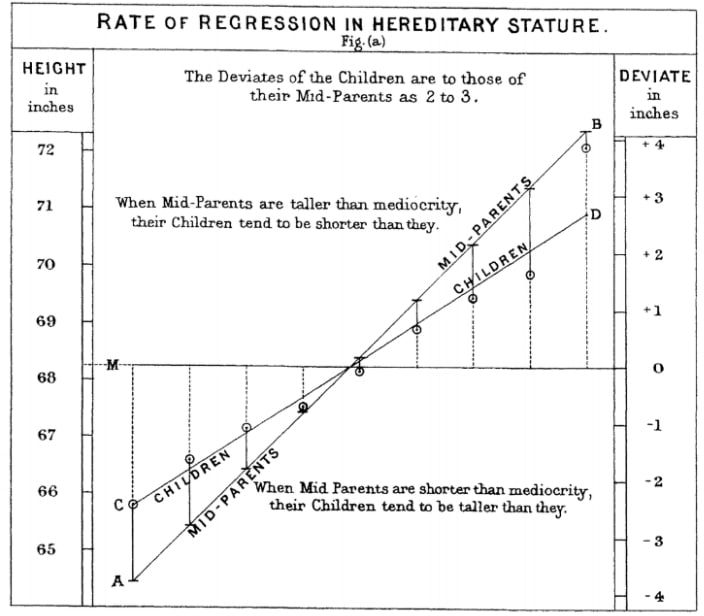 RATE OF REGRESSION IN HEREDITARY STATURE.
Fig.(a)
HEIGHT
in
inches
The Deviates of the Children are to those of
their Mid-Parents as 2 to 3.
DEVIATE
in
inches
B
72
+ 4
When Mid-Parents are taller than mediocrity,
their Children tend to be shorter than they.
MID-PARENTS
71
+ 3
D
CHILDREN
70
+ 2
69
+ 1
M
0
68
67
-1
CHILDREN
MID-PARENTS
When Mid Parents are shorter than mediocrity,
their Children tend to be taller than they.
66
- 2
C
65
- 3
A
- 4